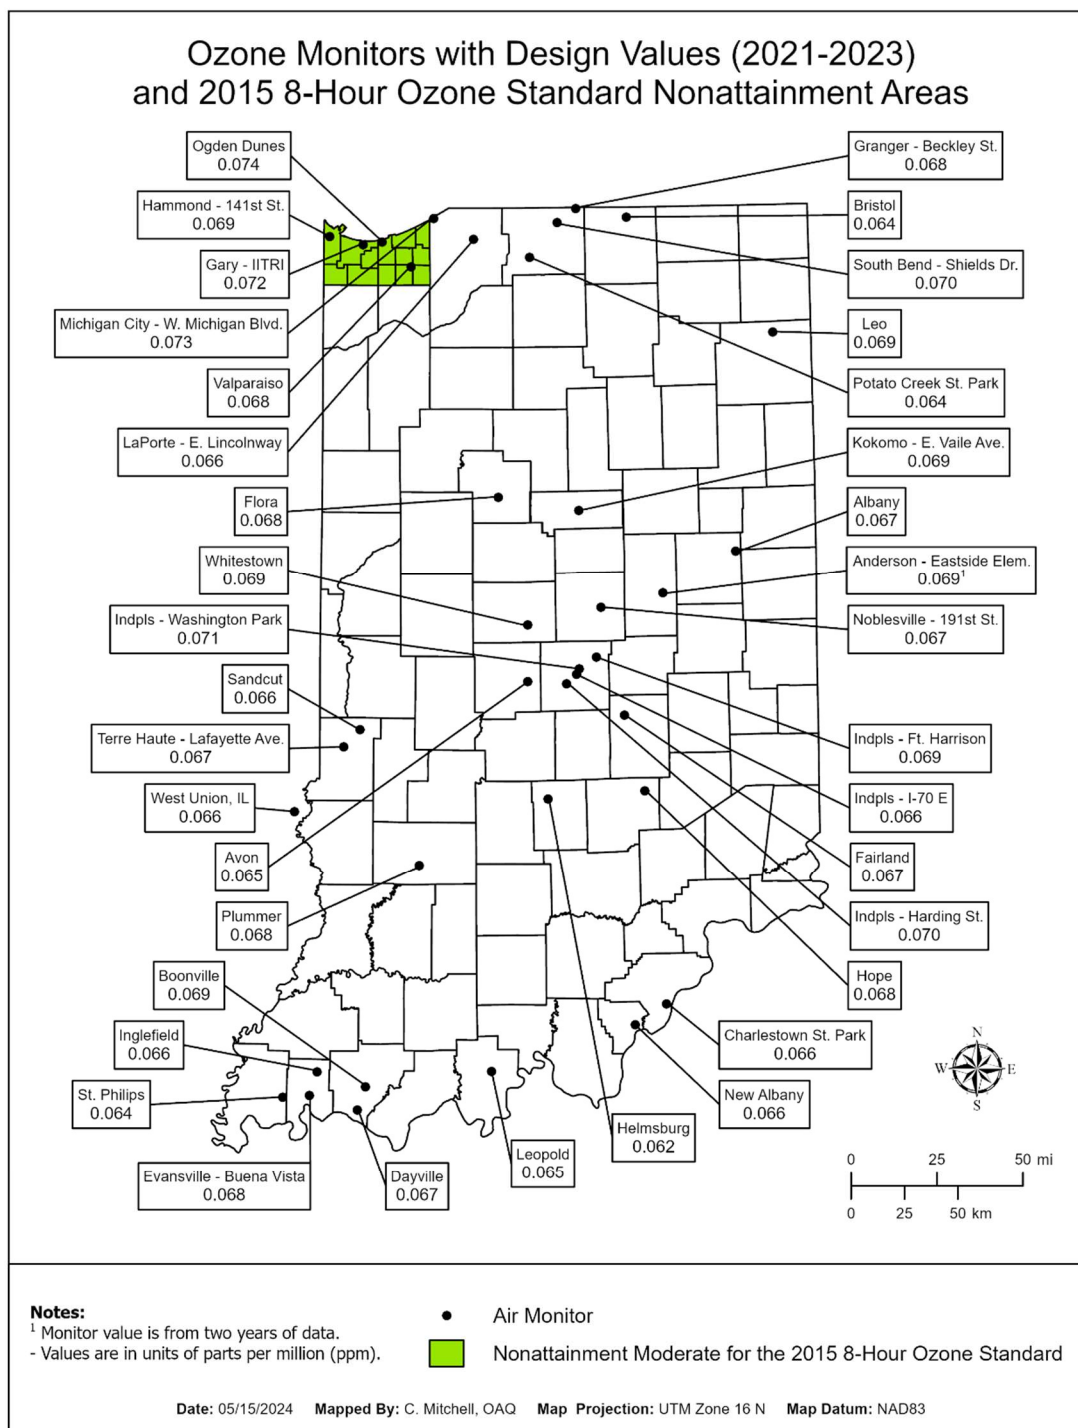 Ozone Monitors with Design Values (2021-2023)
and 2015 8-Hour Ozone Standard Nonattainment Areas
Ogden Dunes
0.074
Hammond - 141st St.
0.069
Gary - IITRI
0.072
Michigan City - W. Michigan Blvd.
0.073
Valparaiso
0.068
LaPorte - E. Lincolnway
0.066
Flora
0.068
Whitestown
0.069
Indpls - Washington Park
0.071
Sandcut
0.066
Terre Haute - Lafayette Ave.
0.067
West Union, IL
0.066
Avon
0.065
Plummer
0.068
Boonville
0.069
Inglefield
0.066
St. Philips
0.064
Evansville - Buena Vista
0.068
Dayville
0.067
Leopold
0.065
Helmsburg
0.062
New Albany
0.066
Charlestown St. Park
0.066
Granger - Beckley St.
0.068
Bristol
0.064
South Bend - Shields Dr.
0.070
Leo
0.069
Potato Creek St. Park
0.064
Kokomo - E. Vaile Ave.
0.069
Albany
0.067
Anderson - Eastside Elem.
0.069¹
Noblesville - 191st St.
0.067
Indpls - Ft. Harrison
0.069
Indpls - I-70 E
0.066
Fairland
0.067
Indpls - Harding St.
0.070
Hope
0.068
N
W E
S
0 25 50 mi
0 25 50 km
Notes:
¹ Monitor value is from two years of data.
- Values are in units of parts per million (ppm).
Air Monitor
Nonattainment Moderate for the 2015 8-Hour Ozone Standard
Date: 05/15/2024 Mapped By: C. Mitchell, OAQ Map Projection: UTM Zone 16 N Map Datum: NAD83